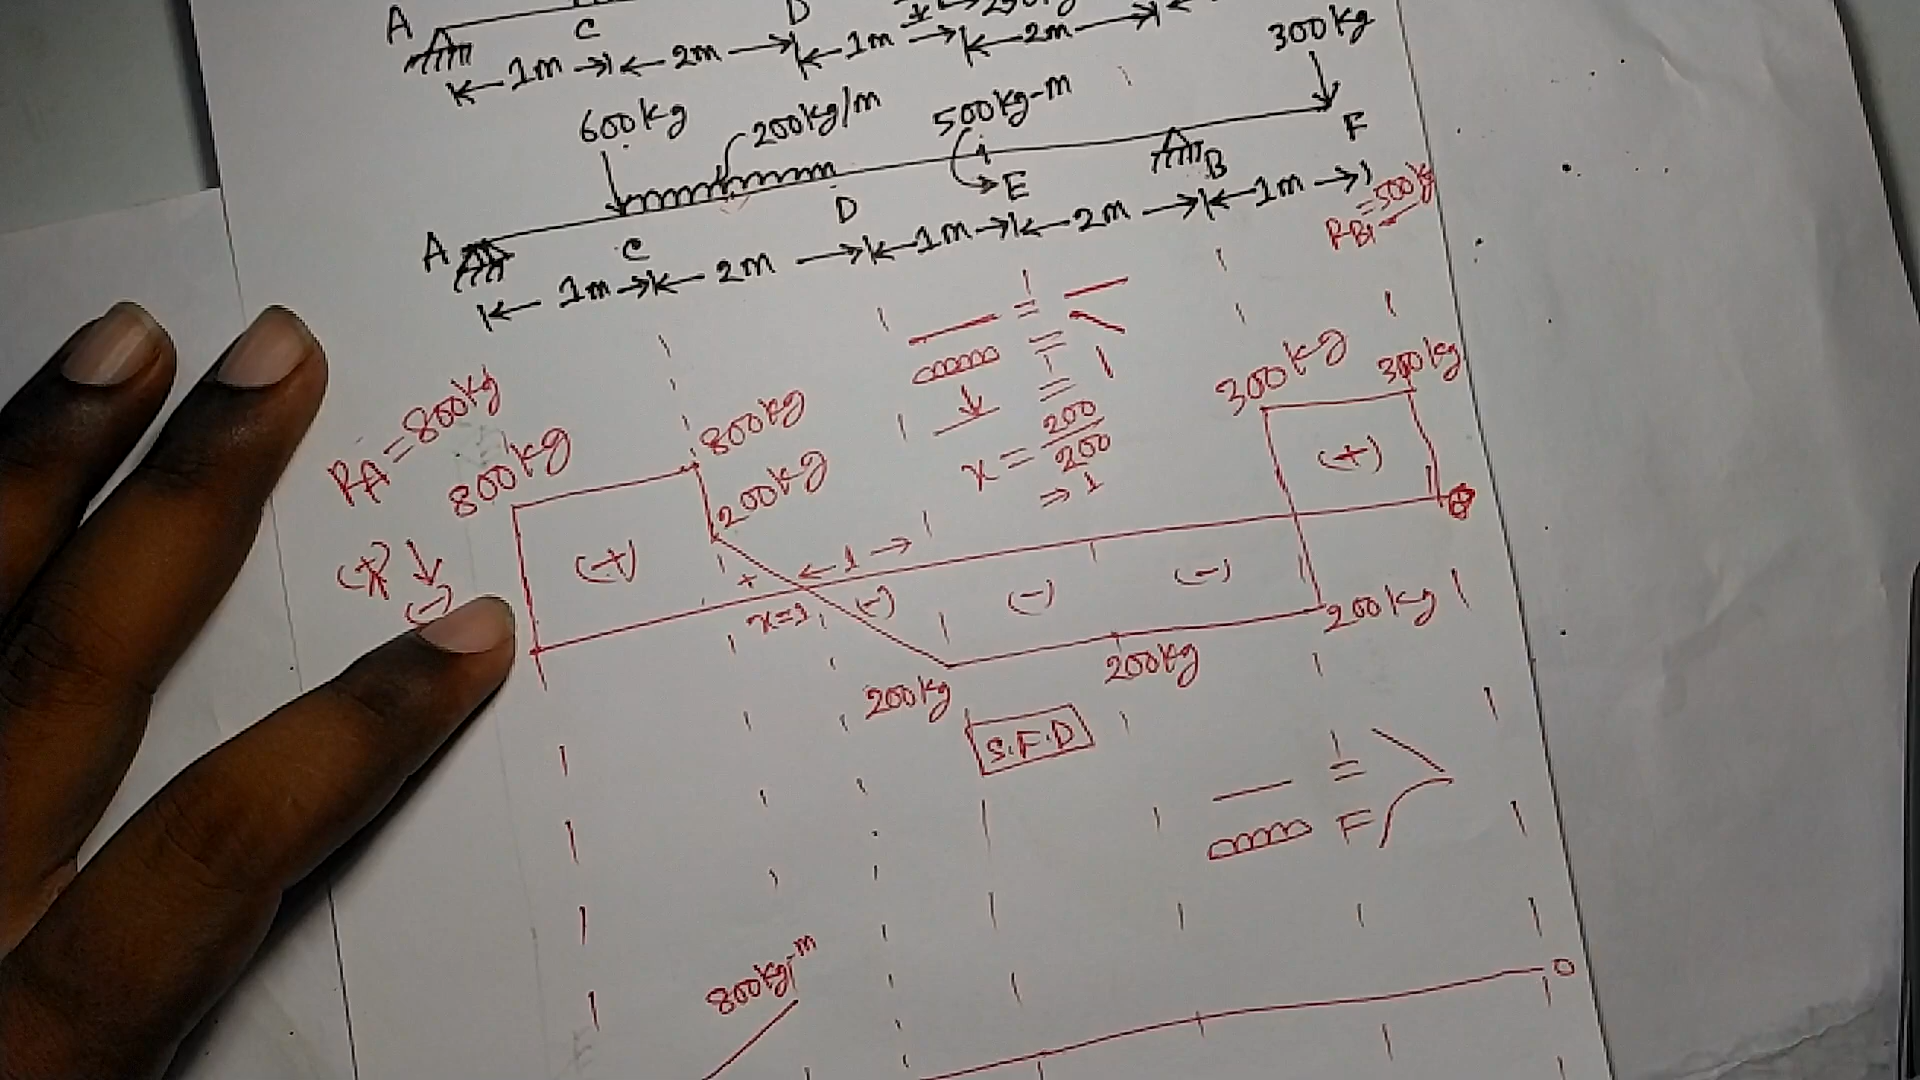 A C D
1m 2m 1m 2m
600kg 200kg/m 500kg-m 300kg
A C D E B F
1m 2m 1m 2m 1m
RB = 500kg
RA = 800kg
800kg 800kg 300kg 300kg
200kg
x = 200/200
⇒ 1
(+) (+)
(-)
(+) + ←1→
x=1 (-) (-) (-)
200kg 200kg 200kg
S.F.D
800kg-m
0